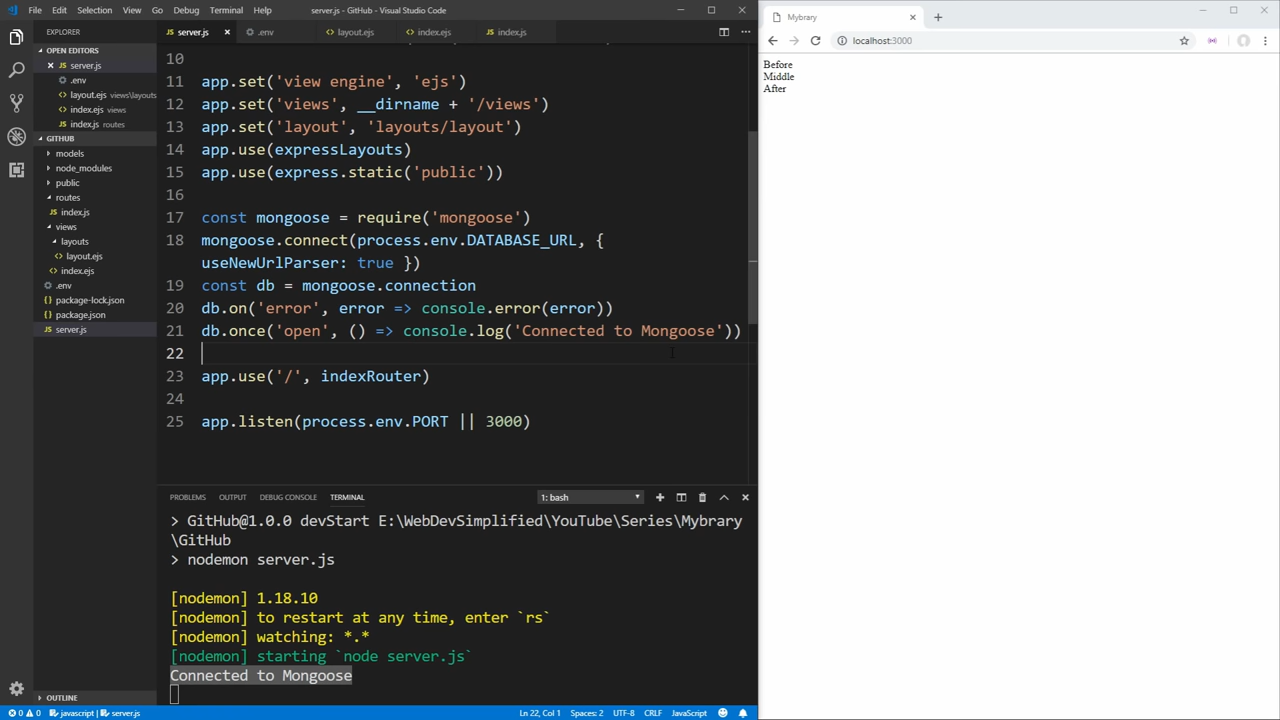 File Edit Selection View Go Debug Terminal Help
server.js - GitHub - Visual Studio Code
EXPLORER
OPEN EDITORS
server.js
.env
layout.ejs views\layouts
index.ejs views
index.js routes
GITHUB
models
node_modules
public
routes
index.js
views
layouts
layout.ejs
index.ejs
.env
package-lock.json
package.json
server.js
OUTLINE
server.js .env layout.ejs index.ejs index.js
10
11 app.set('view engine', 'ejs')
12 app.set('views', __dirname + '/views')
13 app.set('layout', 'layouts/layout')
14 app.use(expressLayouts)
15 app.use(express.static('public'))
16
17 const mongoose = require('mongoose')
18 mongoose.connect(process.env.DATABASE_URL, {
useNewUrlParser: true })
19 const db = mongoose.connection
20 db.on('error', error => console.error(error))
21 db.once('open', () => console.log('Connected to Mongoose'))
22
23 app.use('/', indexRouter)
24
25 app.listen(process.env.PORT || 3000)
PROBLEMS OUTPUT DEBUG CONSOLE TERMINAL 1: bash
> GitHub@1.0.0 devStart E:\WebDevSimplified\YouTube\Series\Mybrary
\GitHub
> nodemon server.js
[nodemon] 1.18.10
[nodemon] to restart at any time, enter `rs`
[nodemon] watching: *.*
[nodemon] starting `node server.js`
Connected to Mongoose
0 0 javascript | server.js Ln 22, Col 1 Spaces: 2 UTF-8 CRLF JavaScript
Mybrary
localhost:3000
Before
Middle
After